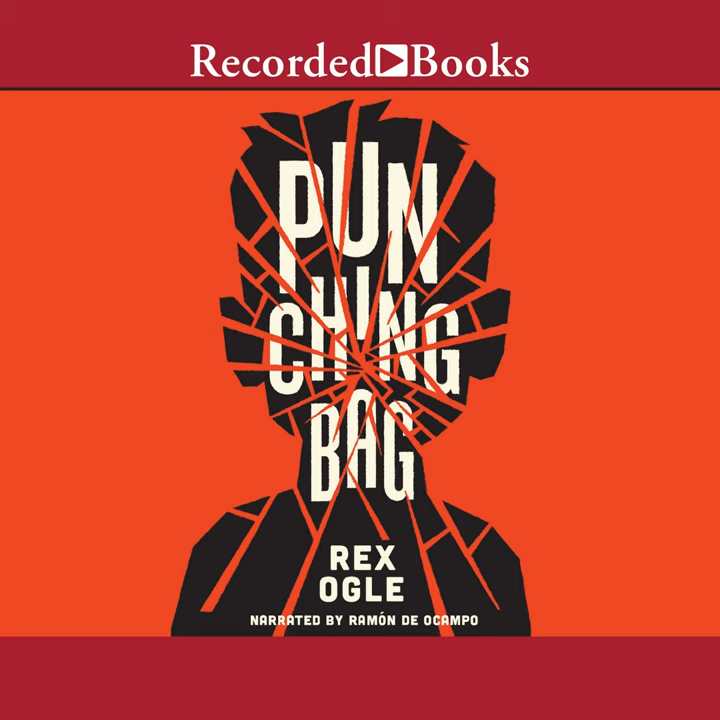 Recorded Books
PUN
CHING
BAG
REX
OGLE
NARRATED BY RAMÓN DE OCAMPO